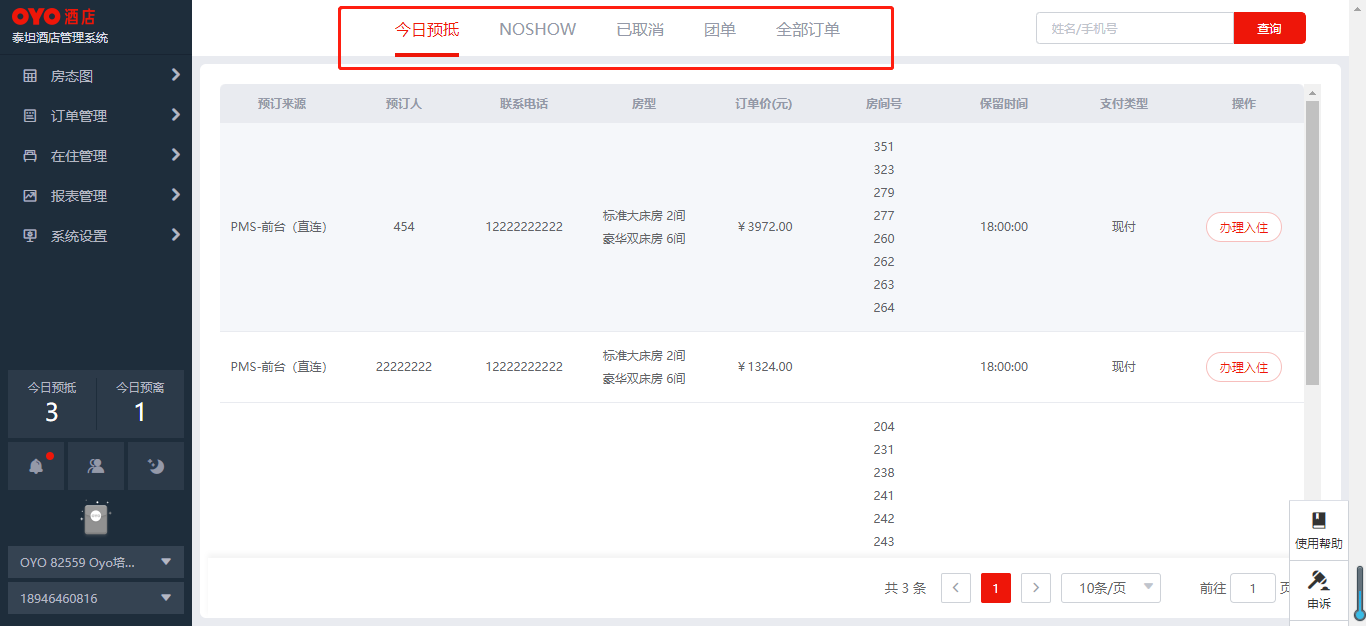 OYO 酒店
泰坦酒店管理系统
房态图
订单管理
在住管理
报表管理
系统设置
今日预抵 今日预离
3 1
OYO 82559 Oyo培...
18946460816
今日预抵 NOSHOW 已取消 团单 全部订单
姓名/手机号 查询
预订来源 预订人 联系电话 房型 订单价(元) 房间号 保留时间 支付类型 操作
351
323
279
277
PMS-前台（直连） 454 12222222222 标准大床房 2间 ￥3972.00 18:00:00 现付 办理入住
豪华双床房 6间
260
262
263
264
PMS-前台（直连） 22222222 12222222222 标准大床房 2间 ￥1324.00 18:00:00 现付 办理入住
豪华双床房 6间
204
231
238
241
242
243
共 3 条 1 10条/页 前往 1 页
使用帮助
申诉